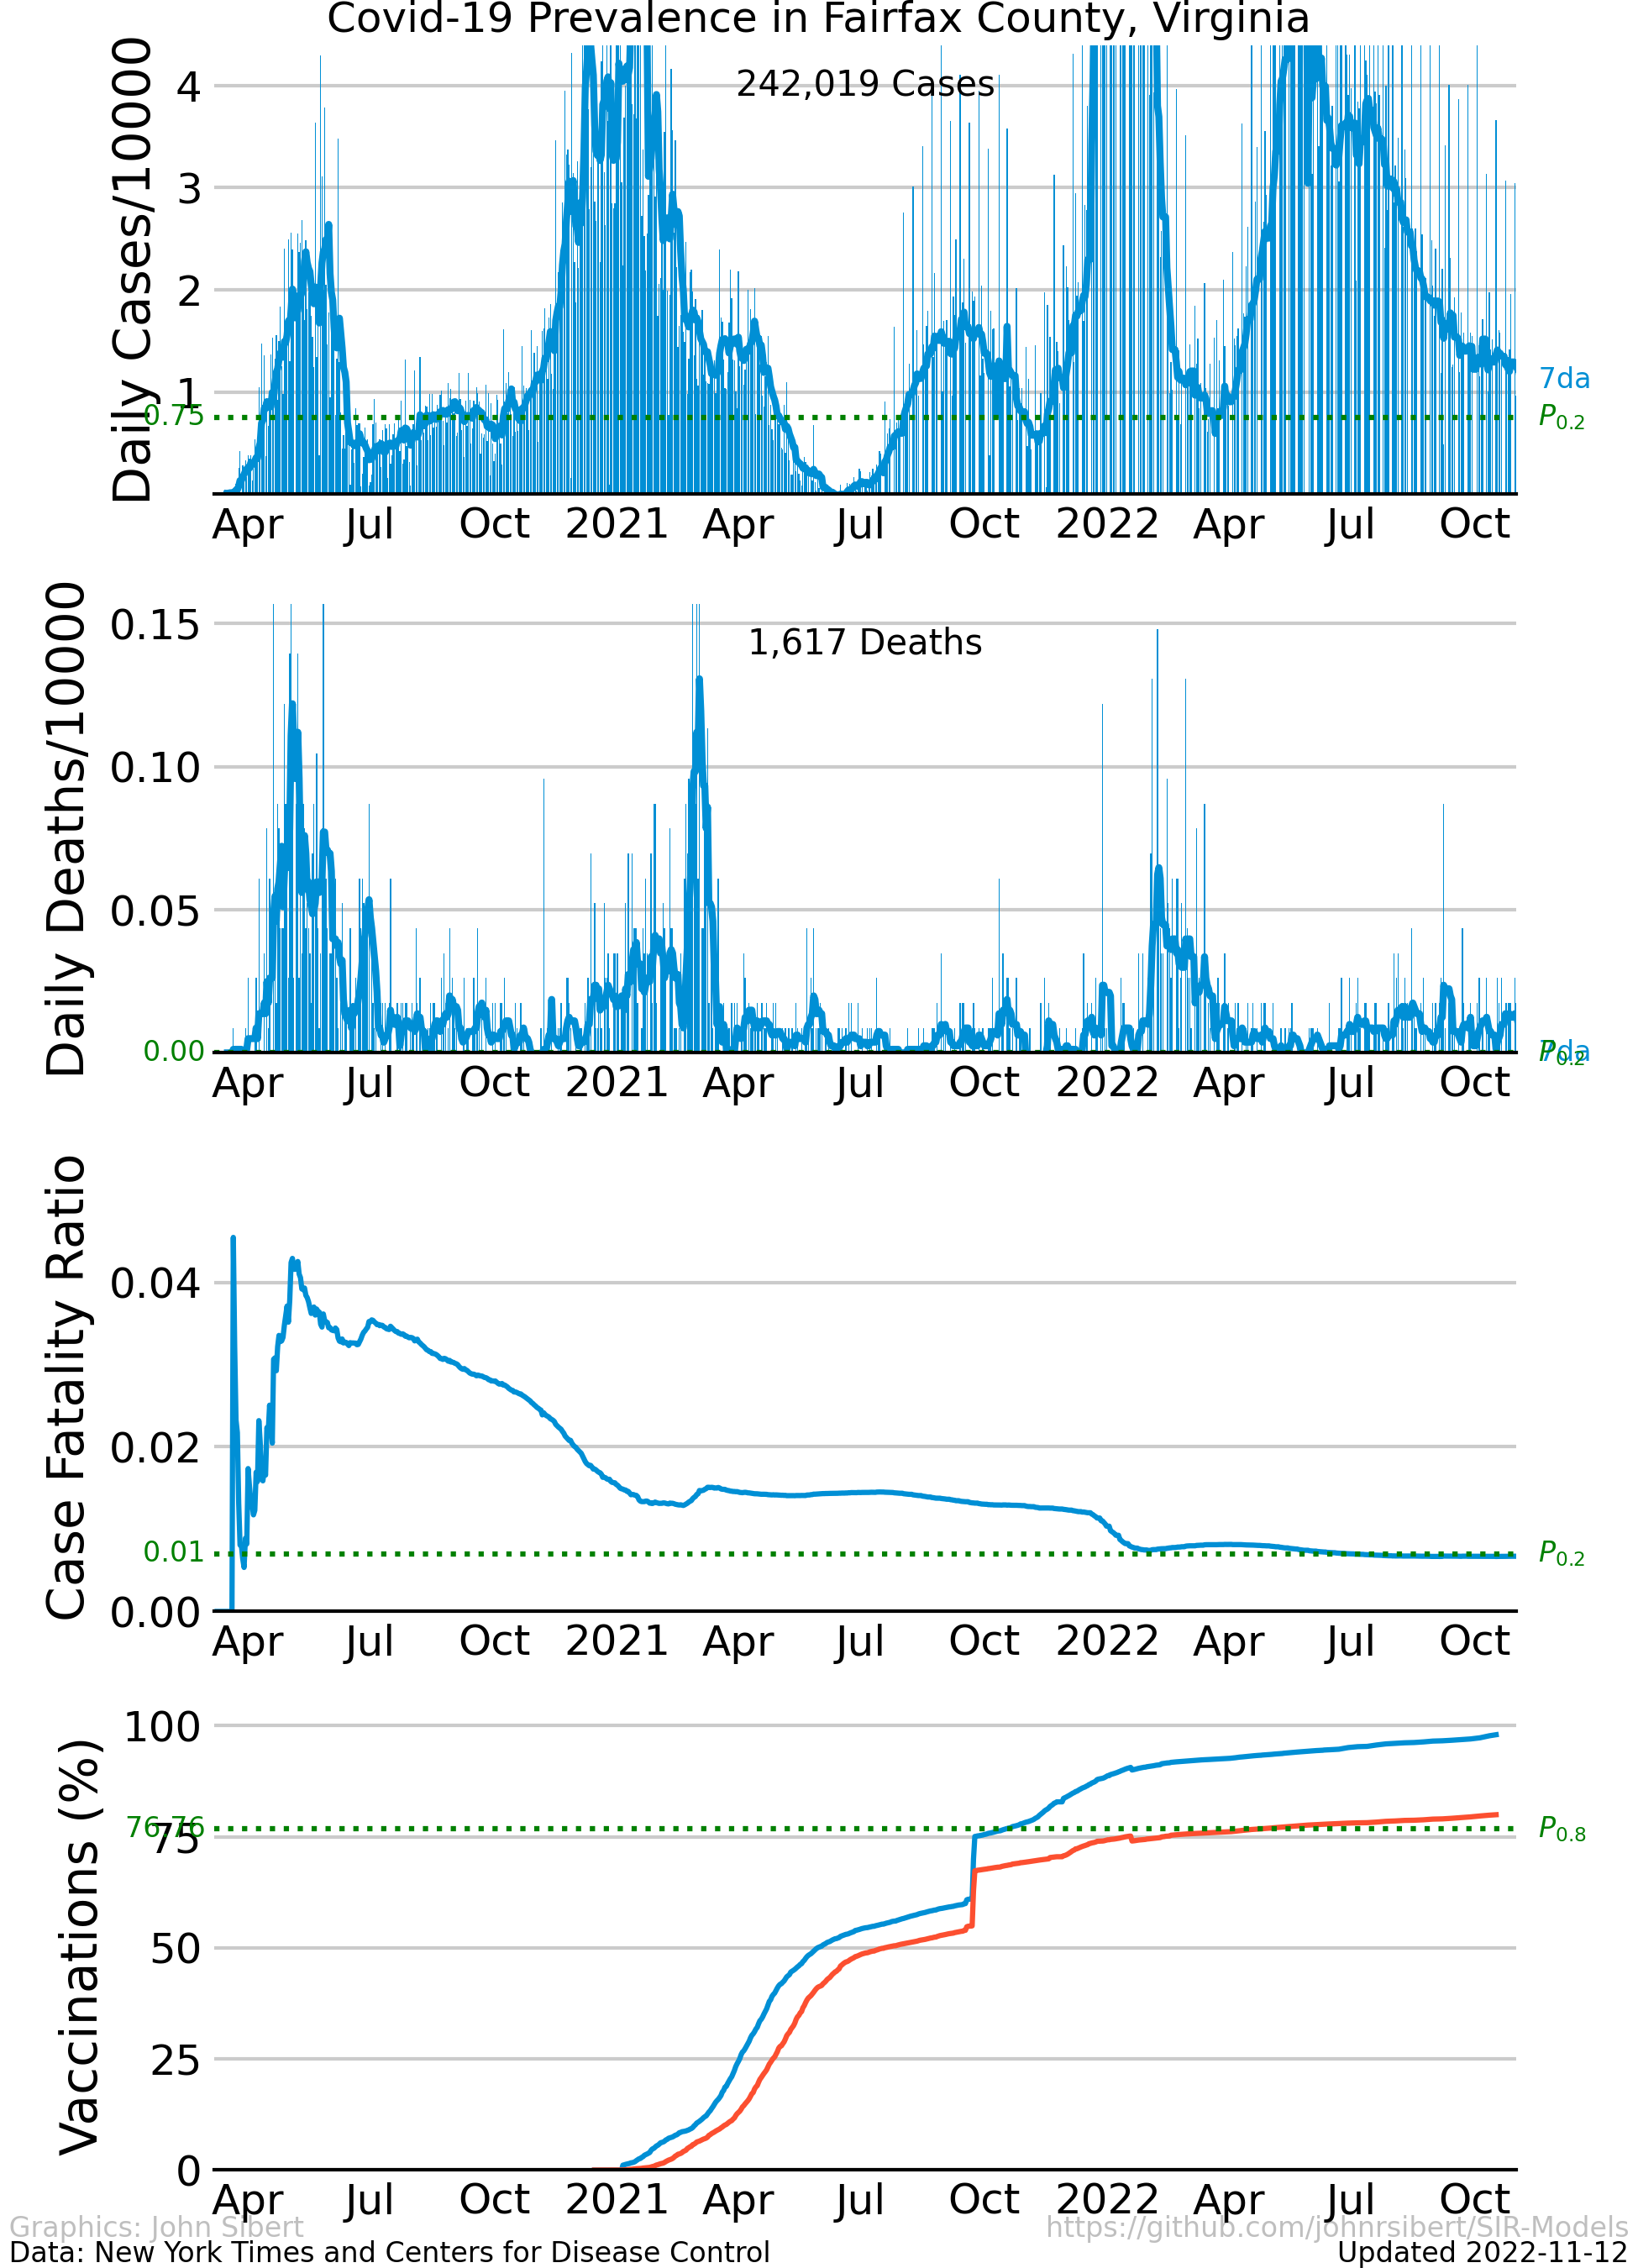 Covid-19 Prevalence in Fairfax County, Virginia
242,019 Cases
Daily Cases/10000
4
3
2
1
0.75
7da
P0.2
Apr Jul Oct 2021 Apr Jul Oct 2022 Apr Jul Oct
1,617 Deaths
Daily Deaths/10000
0.15
0.10
0.05
0.00
7da
P0.2
Apr Jul Oct 2021 Apr Jul Oct 2022 Apr Jul Oct
Case Fatality Ratio
0.04
0.02
0.01
0.00
P0.2
Apr Jul Oct 2021 Apr Jul Oct 2022 Apr Jul Oct
Vaccinations (%)
100
76.76
75
50
25
0
P0.8
Apr Jul Oct 2021 Apr Jul Oct 2022 Apr Jul Oct
Graphics: John Sibert
https://github.com/johnrsibert/SIR-Models
Data: New York Times and Centers for Disease Control
Updated 2022-11-12